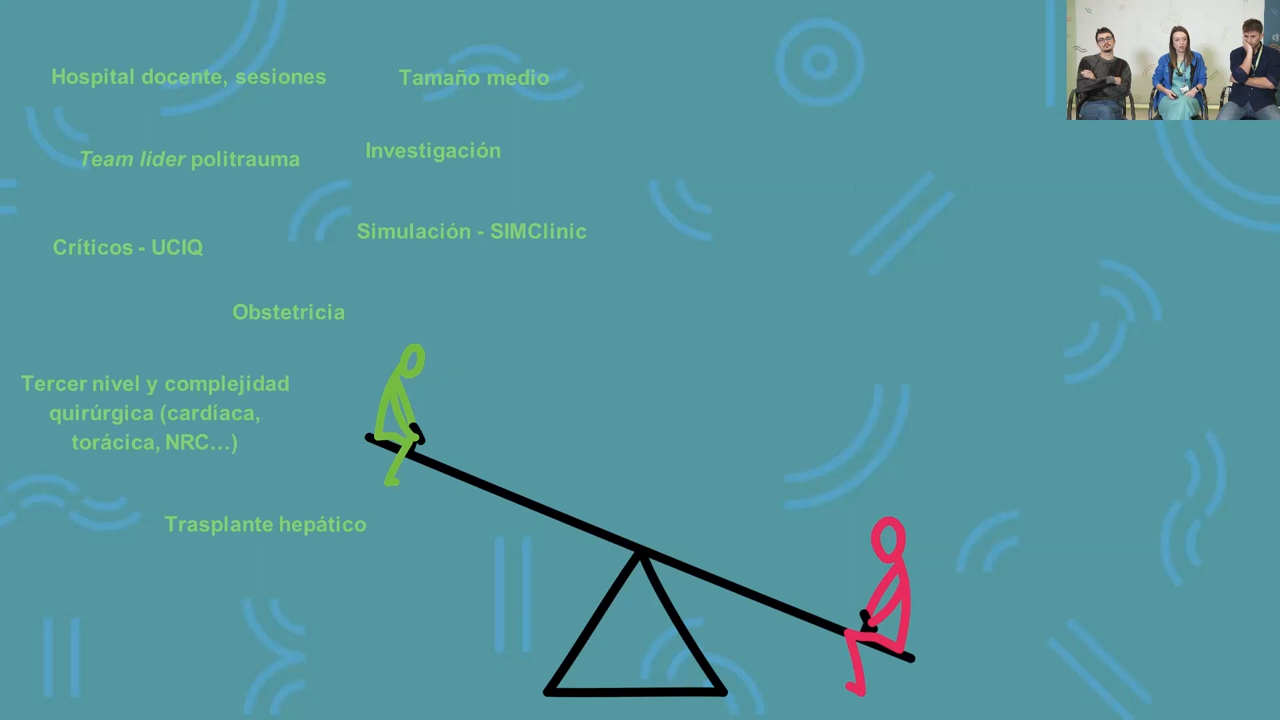 Hospital docente, sesiones
Tamaño medio
Team lider politrauma
Investigación
Críticos - UCIQ
Simulación - SIMClinic
Obstetricia
Tercer nivel y complejidad
quirúrgica (cardíaca,
torácica, NRC...)
Trasplante hepático